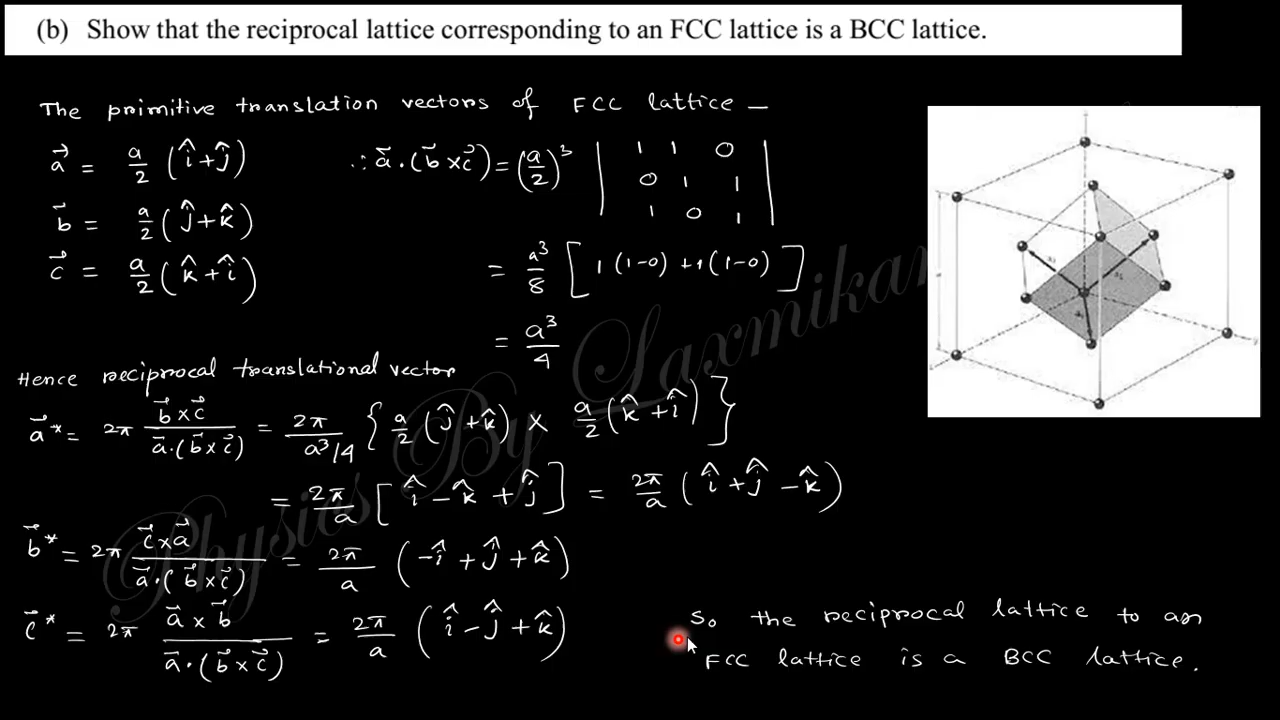 (b) Show that the reciprocal lattice corresponding to an FCC lattice is a BCC lattice.
The primitive translation vectors of FCC lattice —
a⃗ = a/2 (î+ĵ)
b⃗ = a/2 (ĵ+k̂)
c⃗ = a/2 (k̂+î)
∴ a⃗·(b⃗×c⃗) = (a/2)³ | 1 1 0
0 1 1
1 0 1 |
= a³/8 [1(1-0)+1(1-0)]
= a³/4
Hence reciprocal translational vector
a⃗* = 2π b⃗×c⃗ / a⃗·(b⃗×c⃗) = 2π / a³/4 {a/2 (ĵ+k̂) × a/2 (k̂+î)}
= 2π/a [î-k̂+ĵ] = 2π/a (î+ĵ-k̂)
b⃗* = 2π c⃗×a⃗ / a⃗·(b⃗×c⃗) = 2π/a (-î+ĵ+k̂)
c⃗* = 2π a⃗×b⃗ / a⃗·(b⃗×c⃗) = 2π/a (î-ĵ+k̂)
So the reciprocal lattice to an
FCC lattice is a BCC lattice.
Physics By Laxmikan